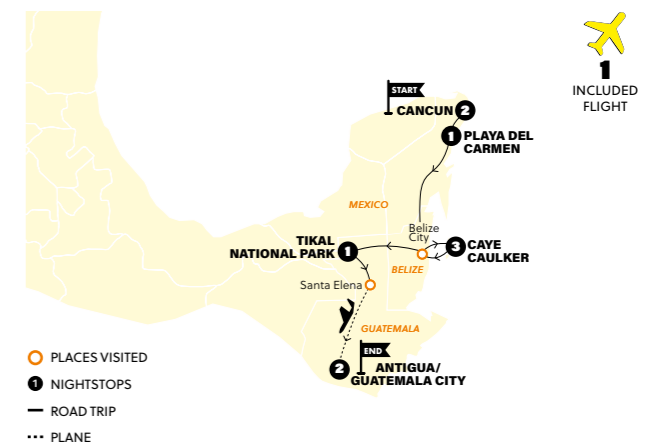 1
INCLUDED
FLIGHT
START
CANCUN 2
1 PLAYA DEL
CARMEN
MEXICO
Belize
City
TIKAL
NATIONAL PARK 1
3 CAYE
CAULKER
BELIZE
Santa Elena
GUATEMALA
END
2 ANTIGUA/
GUATEMALA CITY
PLACES VISITED
1 NIGHTSTOPS
ROAD TRIP
PLANE